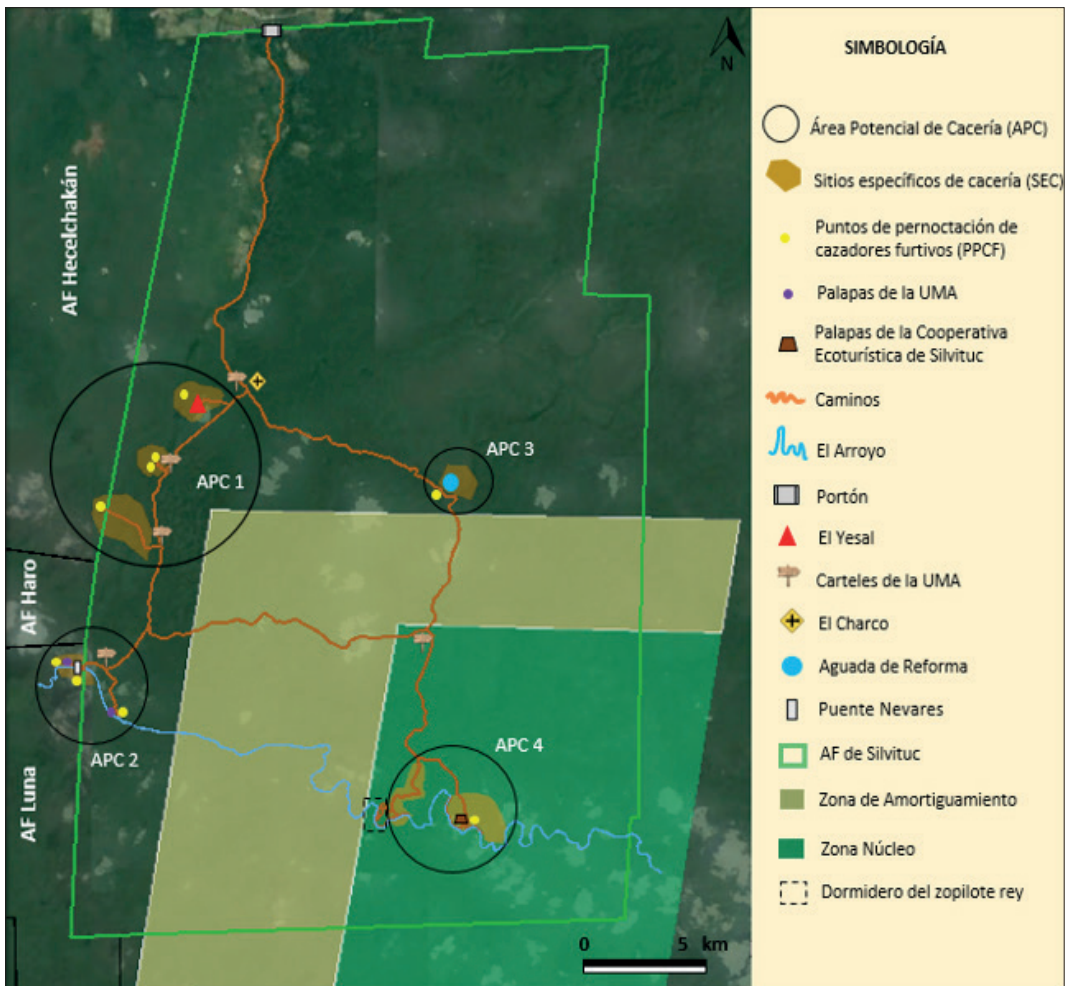 N
AF Hecelchakán
AF Haro
AF Luna
APC 1
APC 3
APC 2
APC 4
0 5 km
SIMBOLOGÍA
Área Potencial de Cacería (APC)
Sitios específicos de cacería (SEC)
Puntos de pernoctación de
cazadores furtivos (PPCF)
Palapas de la UMA
Palapas de la Cooperativa
Ecoturística de Silvituc
Caminos
El Arroyo
Portón
El Yesal
Carteles de la UMA
El Charco
Aguada de Reforma
Puente Nevares
AF de Silvituc
Zona de Amortiguamiento
Zona Núcleo
Dormidero del zopilote rey